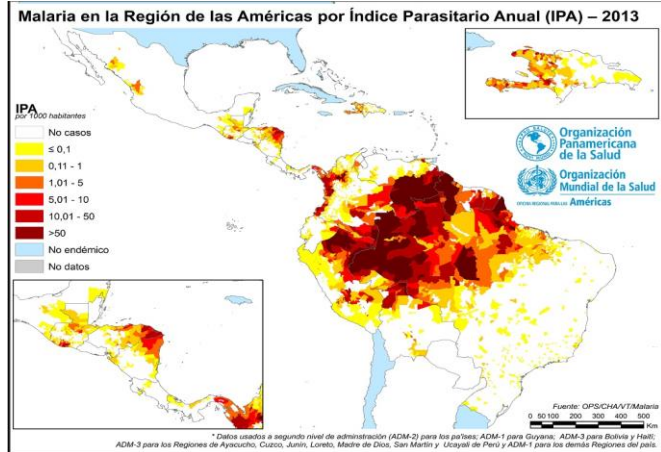 Malaria en la Región de las Américas por Índice Parasitario Anual (IPA) – 2013
IPA
por 1000 habitantes
No casos
≤ 0,1
0,11 - 1
1,01 - 5
5,01 - 10
10,01 - 50
>50
No endémico
No datos
Organización
Panamericana
de la Salud
Organización
Mundial de la Salud
OFICINA REGIONAL PARA LAS Américas
Fuente: OPS/CHA/VT/Malaria
0 50 100 200 300 400 500
Km
* Datos usados a segundo nivel de adminstración (ADM-2) para los países; ADM-1 para Guyana; ADM-3 para Bolivia y Haití;
ADM-3 para los Regiones de Ayacucho, Cuzco, Junín, Loreto, Madre de Dios, San Martín y Ucayali de Perú y ADM-1 para los demás Regiones del país.